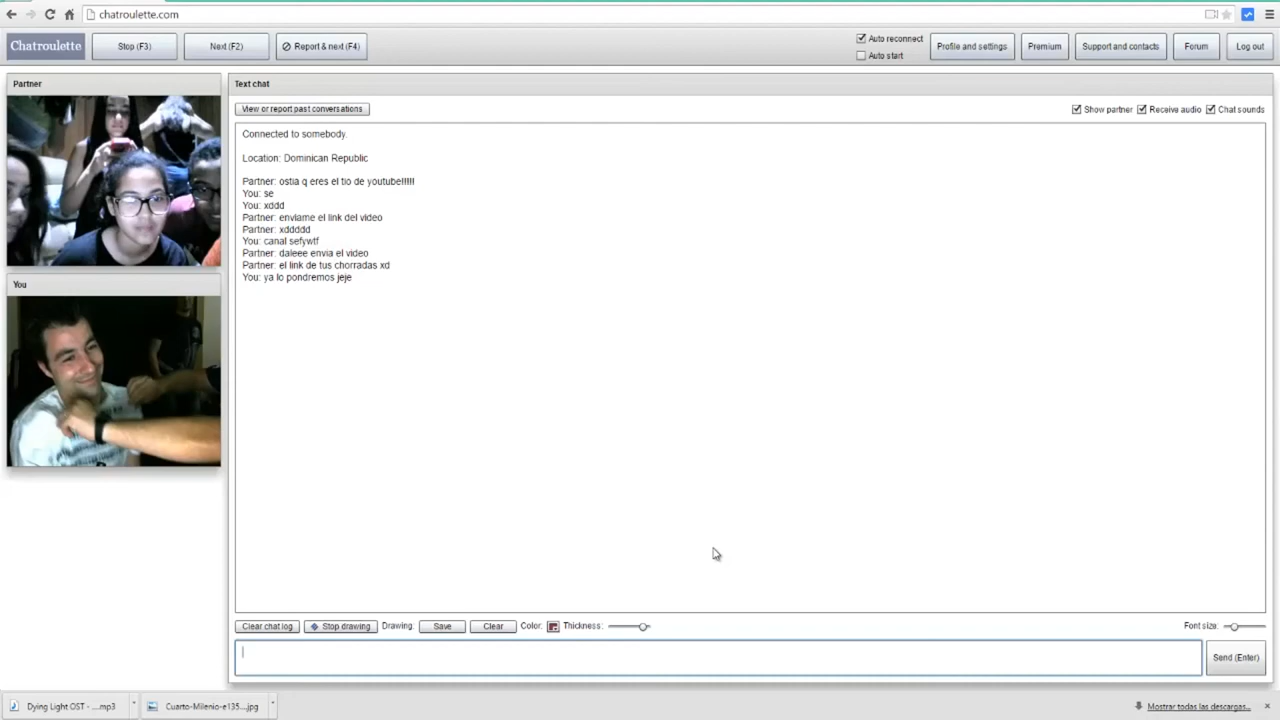 chatroulette.com
Chatroulette
Stop (F3)
Next (F2)
Report & next (F4)
Auto reconnect
Auto start
Profile and settings
Premium
Support and contacts
Forum
Log out
Partner
Text chat
View or report past conversations
Show partner
Receive audio
Chat sounds
Connected to somebody.
Location: Dominican Republic
Partner: ostia q eres el tio de youtube!!!!!!
You: se
You: xddd
Partner: enviame el link del video
Partner: xddddd
You: canal sefywtf
Partner: daleee envia el video
Partner: el link de tus chorradas xd
You: ya lo pondremos jeje
You
Clear chat log
Stop drawing
Drawing:
Save
Clear
Color:
Thickness:
Font size:
Send (Enter)
Dying Light OST - ....mp3
Cuarto-Milenio-e135....jpg
Mostrar todas las descargas...